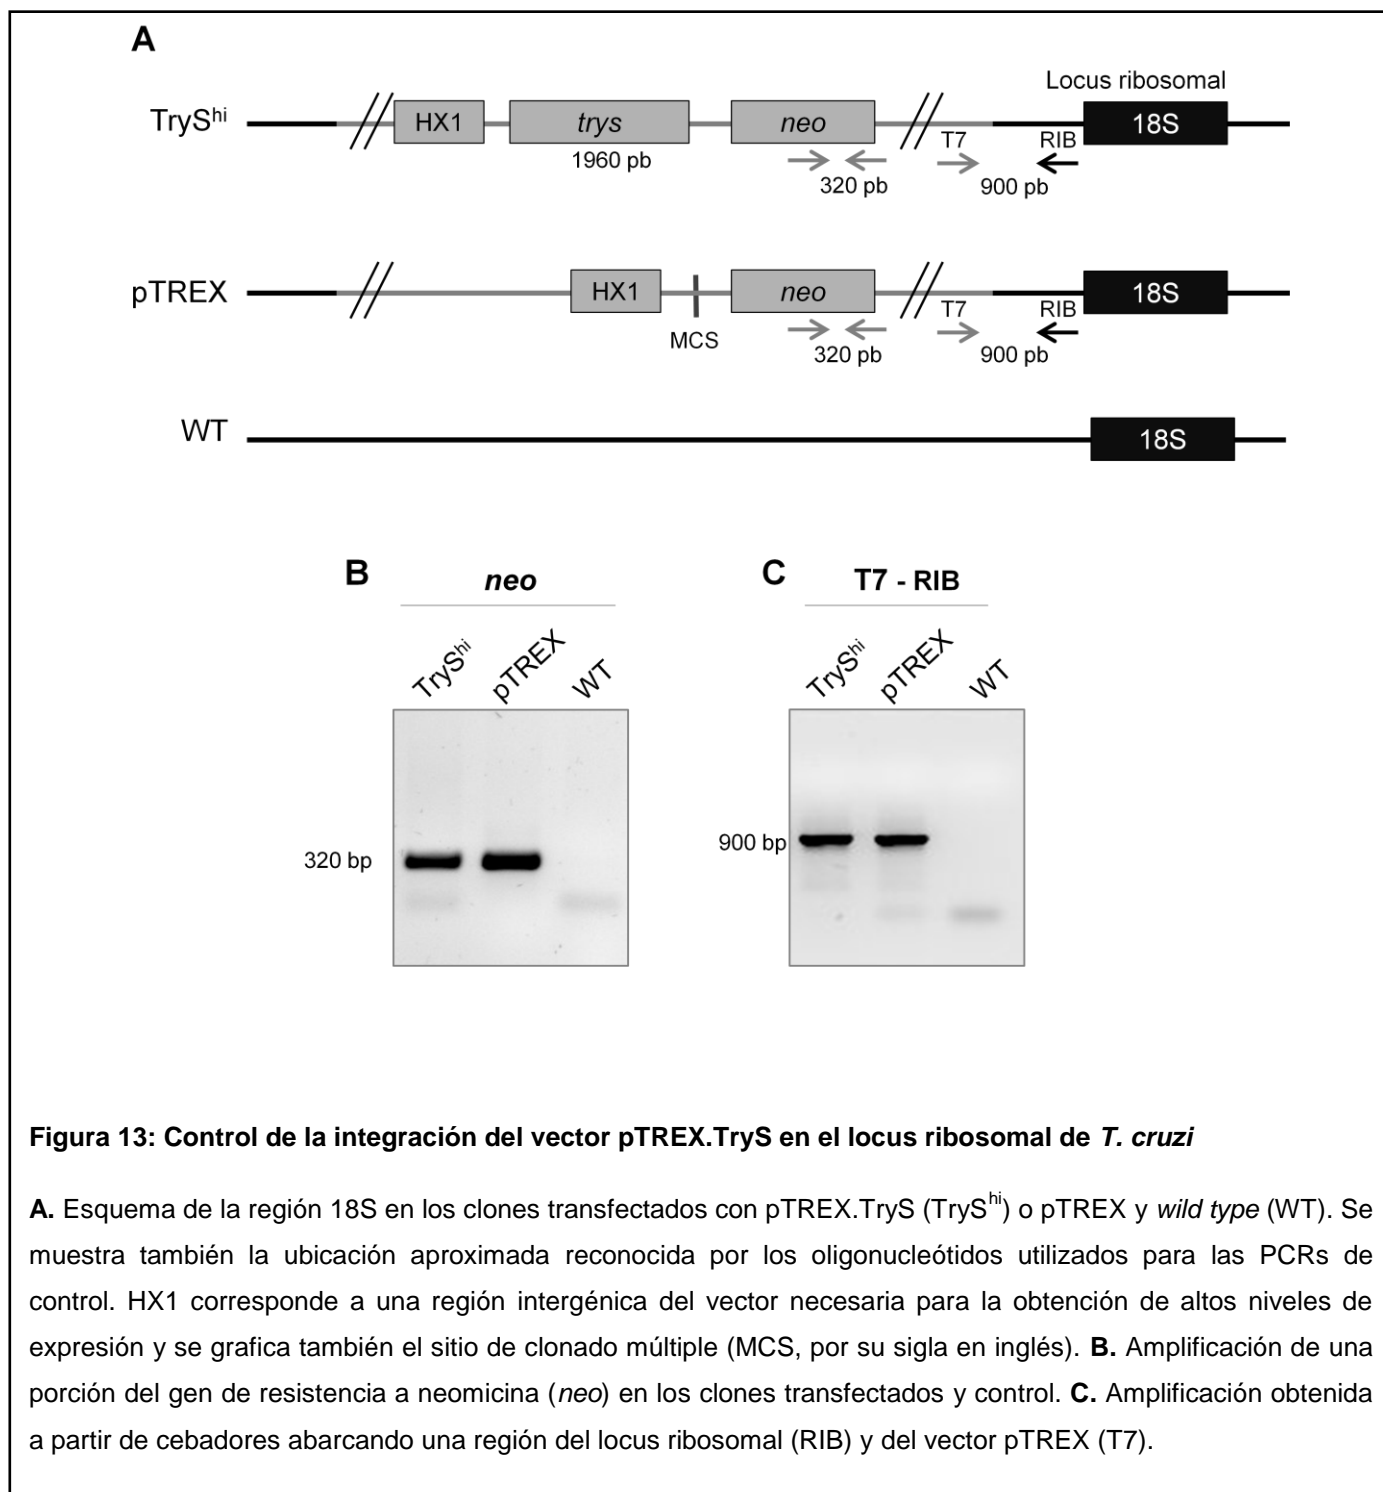 A
Locus ribosomal
TryShi
HX1
trys
neo
18S
T7
RIB
1960 pb
320 pb
900 pb
pTREX
HX1
neo
18S
MCS
T7
RIB
320 pb
900 pb
WT
18S
B
neo
TryShi
pTREX
WT
320 bp
C
T7 - RIB
TryShi
pTREX
WT
900 bp
Figura 13: Control de la integración del vector pTREX.TryS en el locus ribosomal de T. cruzi
A. Esquema de la región 18S en los clones transfectados con pTREX.TryS (TryShi) o pTREX y wild type (WT). Se
muestra también la ubicación aproximada reconocida por los oligonucleótidos utilizados para las PCRs de
control. HX1 corresponde a una región intergénica del vector necesaria para la obtención de altos niveles de
expresión y se grafica también el sitio de clonado múltiple (MCS, por su sigla en inglés). B. Amplificación de una
porción del gen de resistencia a neomicina (neo) en los clones transfectados y control. C. Amplificación obtenida
a partir de cebadores abarcando una región del locus ribosomal (RIB) y del vector pTREX (T7).